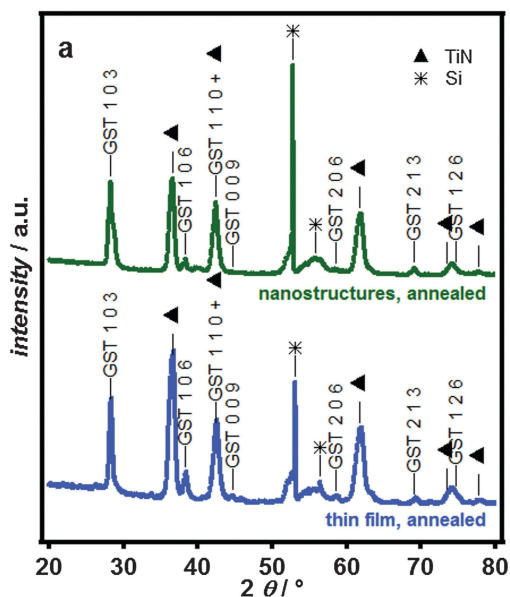 a
TiN
Si
GST 1 0 3
GST 1 0 6
GST 1 1 0 +
GST 0 0 9
GST 2 0 6
GST 2 1 3
GST 1 2 6
nanostructures, annealed
GST 1 0 3
GST 1 0 6
GST 1 1 0 +
GST 0 0 9
GST 2 0 6
GST 2 1 3
GST 1 2 6
thin film, annealed
intensity / a.u.
20 30 40 50 60 70 80
2 θ / °